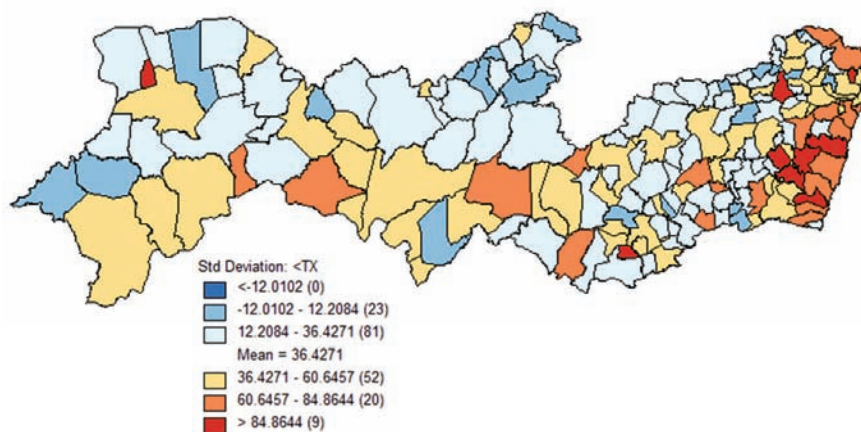 Std Deviation: <TX
<-12.0102 (0)
-12.0102 - 12.2084 (23)
12.2084 - 36.4271 (81)
Mean = 36.4271
36.4271 - 60.6457 (52)
60.6457 - 84.8644 (20)
> 84.8644 (9)